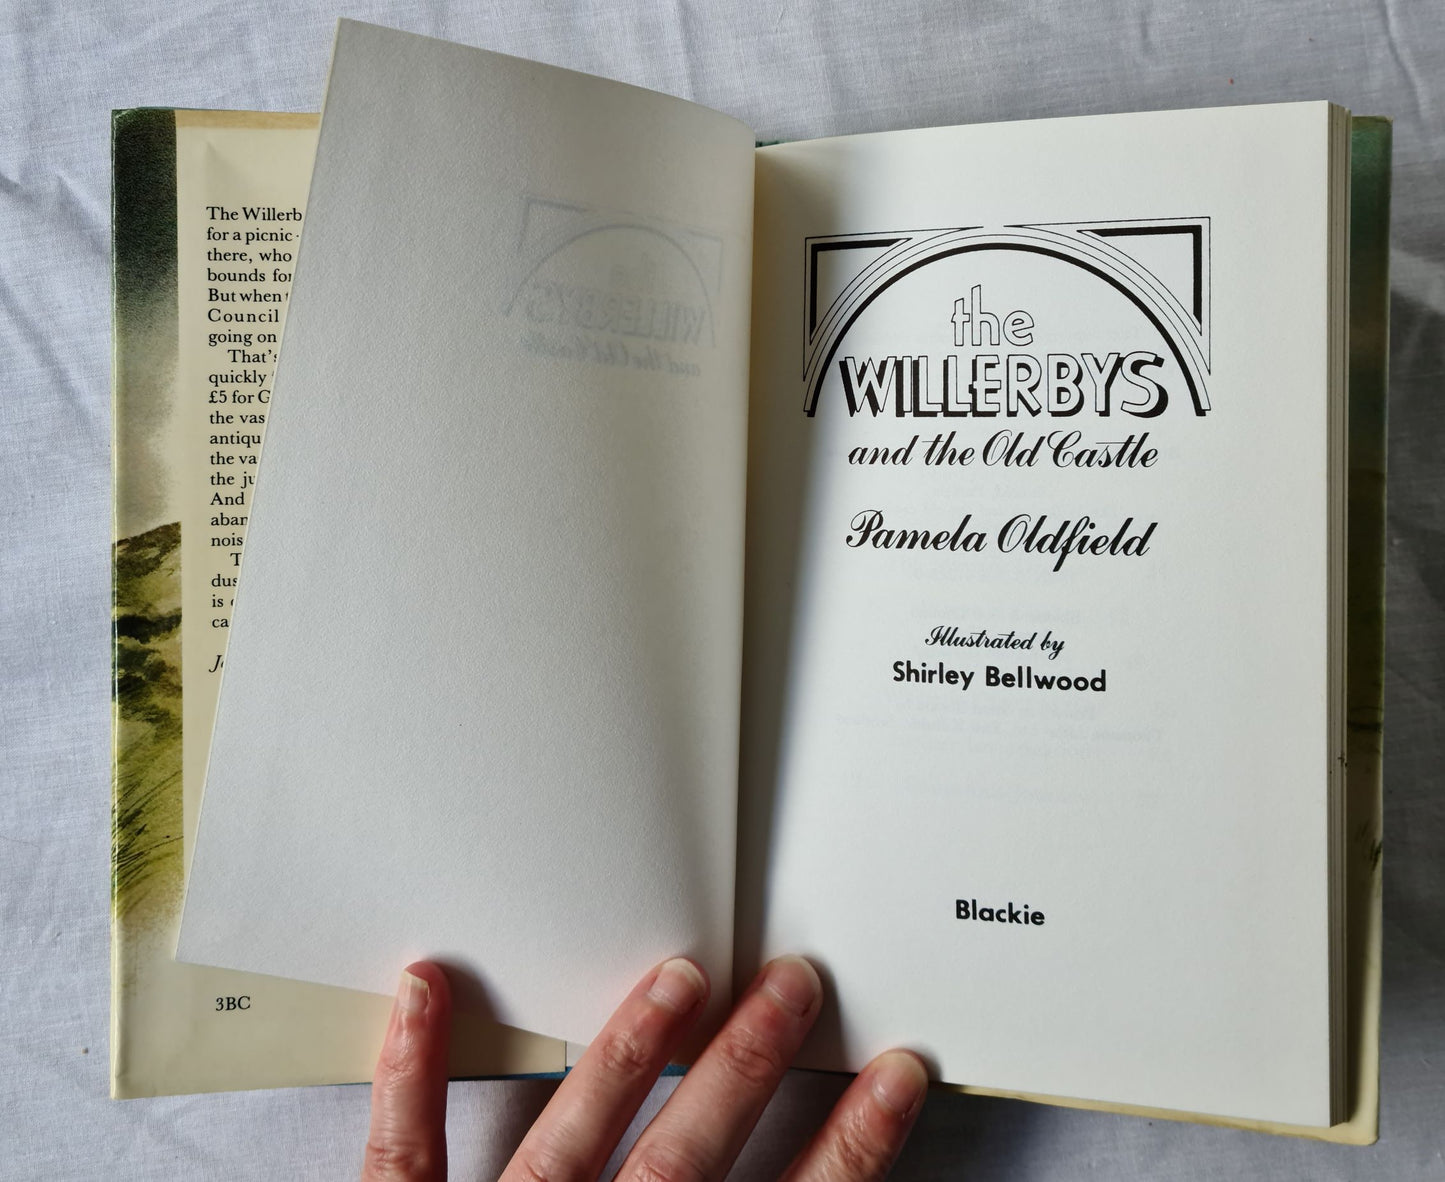 The Willerb
for a picnic
there, who
bounds for
But when
Council
going on
That's
quickly
£5 for G
the vas
antiqu
the va
the ju
And
aban
nois
T
dus
is
ca
3BC
the
WILLERBYS
and the Old Castle
Pamela Oldfield
Illustrated by
Shirley Bellwood
Blackie